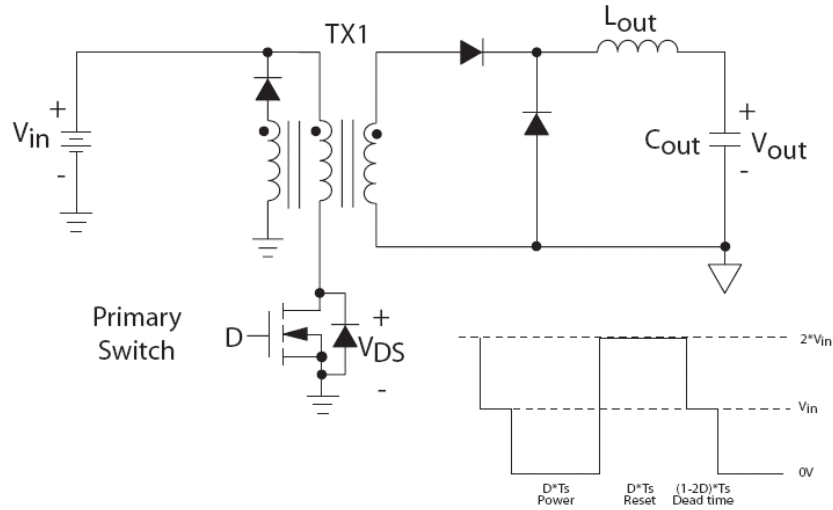 TX1
Lout
+
Vin
-
Cout
+
Vout
-
Primary
Switch
D
+
VDS
-
2*Vin
Vin
0V
D*Ts
Power
D*Ts
Reset
(1-2D)*Ts
Dead time